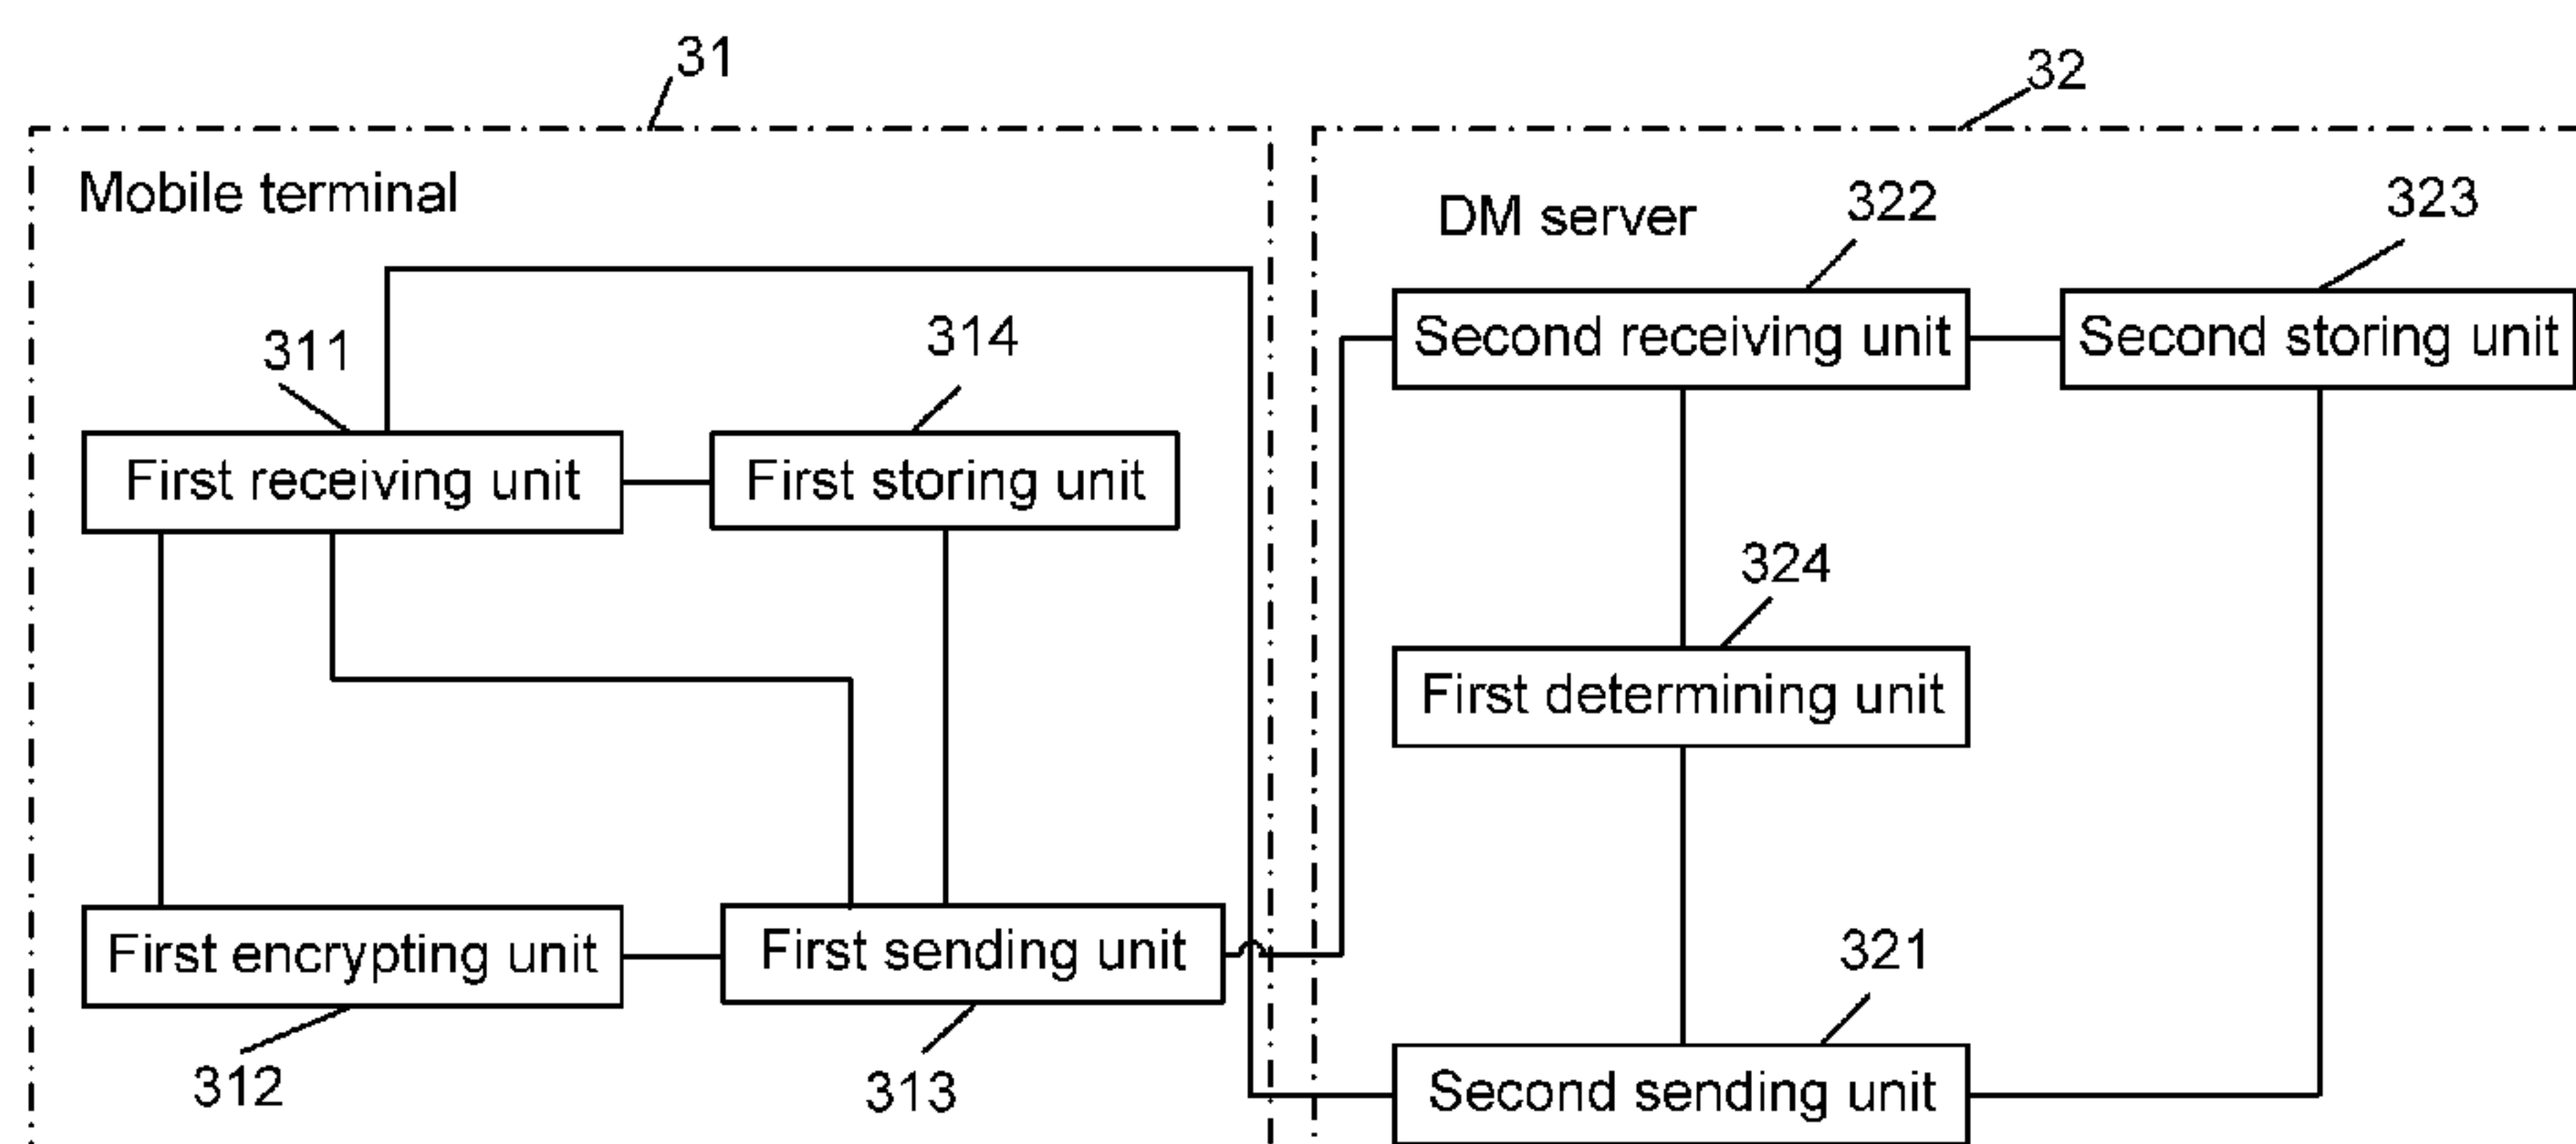 31
32
Mobile terminal
DM server
322
323
311
314
Second receiving unit
Second storing unit
First receiving unit
First storing unit
324
First determining unit
First encrypting unit
First sending unit
321
312
313
Second sending unit